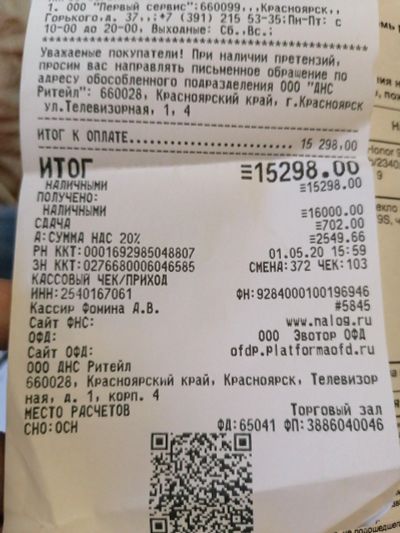 1. ООО "Первый сервис":660099,,,Красноярск,,
Горького,д. 37,,:+7 (391) 215 53-35:Пн-Пт: с
10-00 до 20-00, Выходные: Сб.,Вс.;
Уважаемые покупатели! При наличии претензий,
просим вас направлять письменное обращение по
адресу обособленного подразделения ООО "ДНС
Ритейл": 660028, Красноярский край, г.Красноярск
ул.Телевизорная, 1, 4
ИТОГ К ОПЛАТЕ........................ 15 298,00
ИТОГ ≡15298.00
НАЛИЧНЫМИ ≡15298.00
ПОЛУЧЕНО:
НАЛИЧНЫМИ ≡16000.00
СДАЧА ≡702.00
А:СУММА НДС 20% ≡2549.66
РН ККТ:0001692985048807 01.05.20 15:59
ЗН ККТ:0276680006046585 СМЕНА:372 ЧЕК:103
КАССОВЫЙ ЧЕК/ПРИХОД
ИНН:2540167061 ФН:9284000100196946
Кассир Фомина А.В. #5845
Сайт ФНС: www.nalog.ru
ОФД: ООО Эвотор ОФД
Сайт ОФД: ofdp.platformaofd.ru
ООО ДНС Ритейл
660028, Красноярский край, Красноярск, Телевизор
ная, д. 1, корп. 4
МЕСТО РАСЧЕТОВ Торговый зал
СНО:ОСН ФД:65041 ФП:3886040046